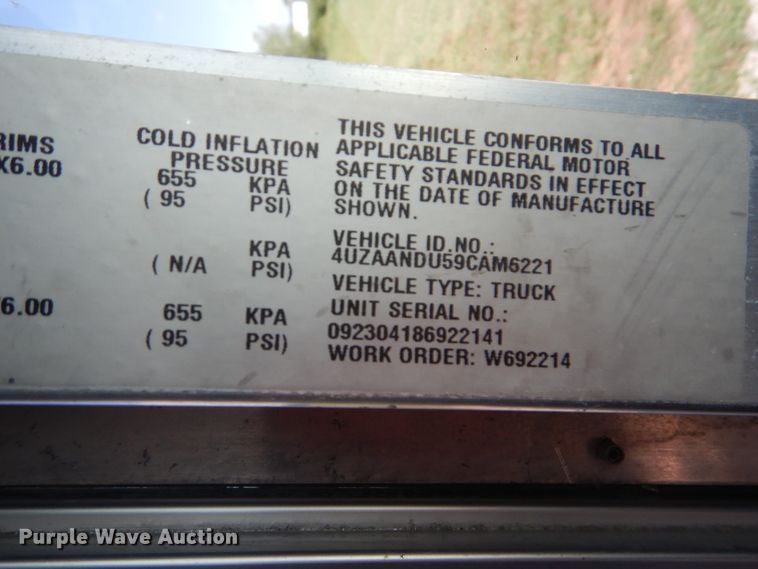 RIMS
X6.00
X6.00
COLD INFLATION
PRESSURE
655 KPA
( 95 PSI)
KPA
( N/A PSI)
655 KPA
( 95 PSI)
THIS VEHICLE CONFORMS TO ALL
APPLICABLE FEDERAL MOTOR
SAFETY STANDARDS IN EFFECT
ON THE DATE OF MANUFACTURE
SHOWN.
VEHICLE ID.NO.:
4UZAANDU59CAM6221
VEHICLE TYPE: TRUCK
UNIT SERIAL NO.:
092304186922141
WORK ORDER: W692214
Purple Wave Auction®